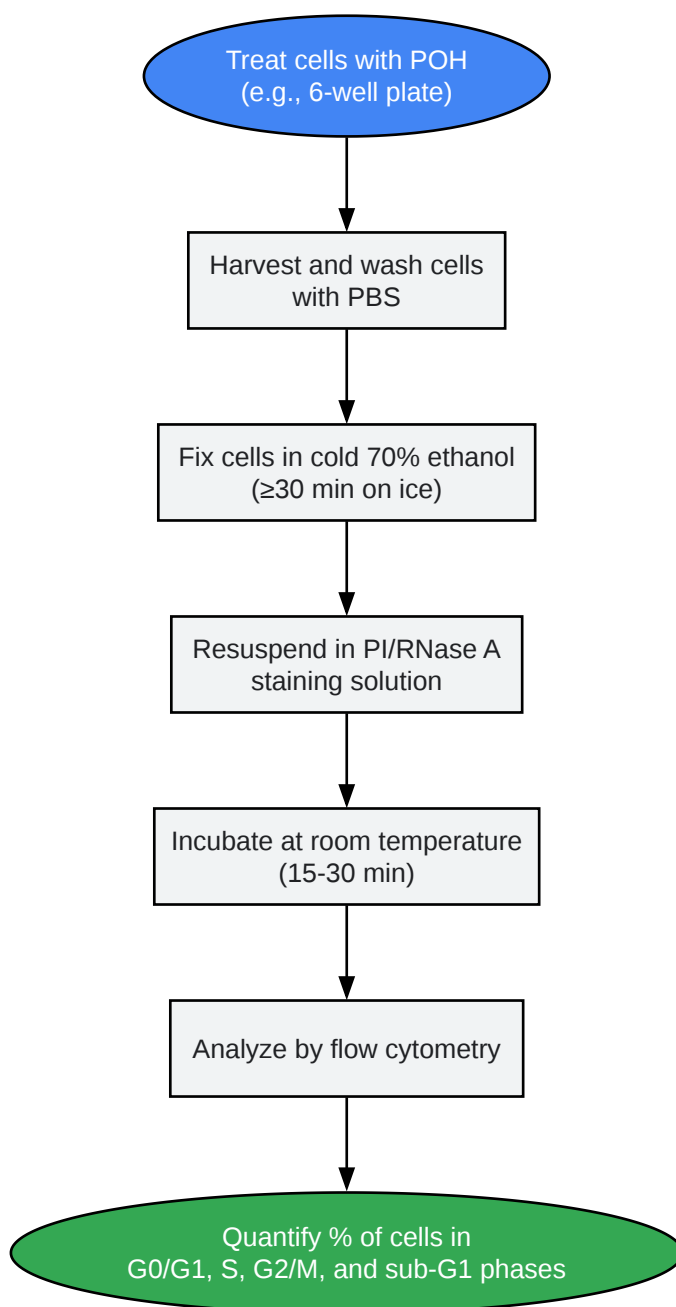 Treat cells with POH
(e.g., 6-well plate)
Harvest and wash cells
with PBS
Fix cells in cold 70% ethanol
(≥30 min on ice)
Resuspend in PI/RNase A
staining solution
Incubate at room temperature
(15-30 min)
Analyze by flow cytometry
Quantify % of cells in
G0/G1, S, G2/M, and sub-G1 phases